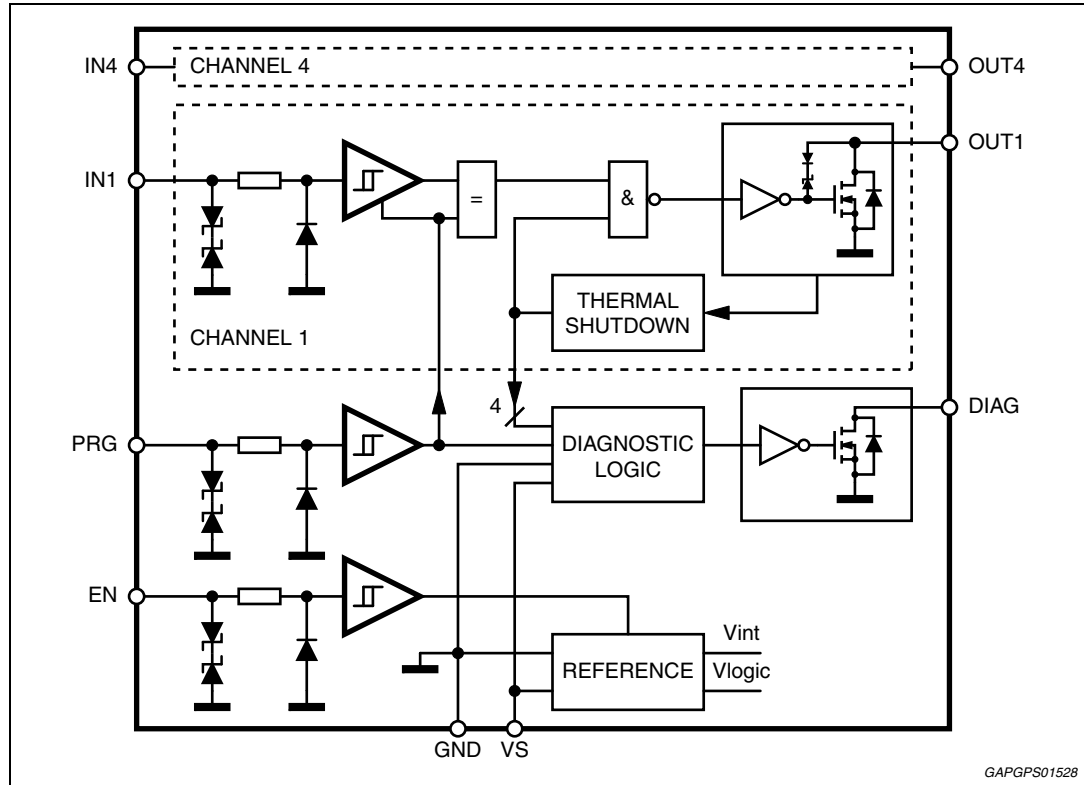 IN4
CHANNEL 4
OUT4
OUT1
IN1
=
&
THERMAL
SHUTDOWN
CHANNEL 1
4
DIAG
PRG
DIAGNOSTIC
LOGIC
EN
Vint
REFERENCE
Vlogic
GND
VS
GAPGPS01528